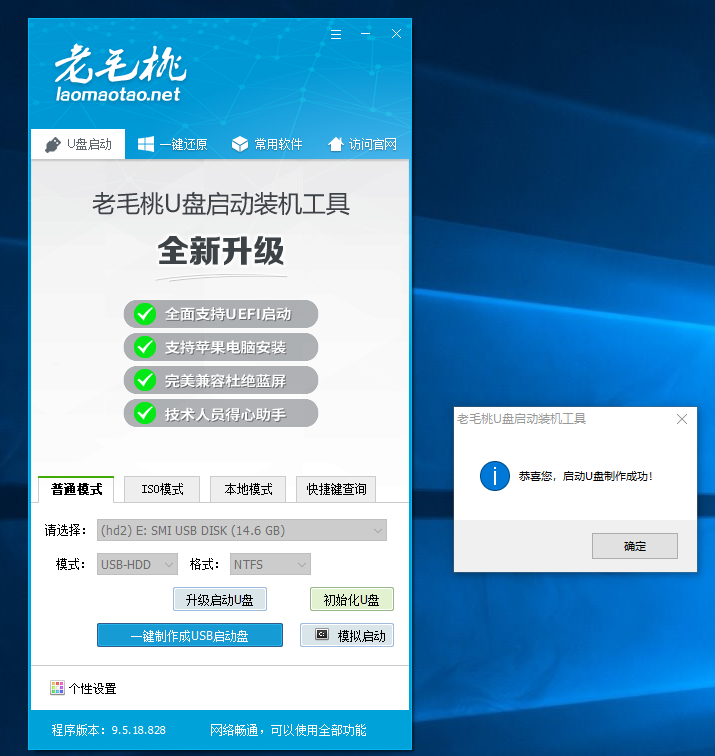 老毛桃
laomaotao.net
U盘启动 一键还原 常用软件 访问官网
老毛桃U盘启动装机工具
全新升级
全面支持UEFI启动
支持苹果电脑安装
完美兼容杜绝蓝屏
技术人员得心助手
普通模式 ISO模式 本地模式 快捷键查询
请选择: (hd2) E: SMI USB DISK (14.6 GB)
模式: USB-HDD 格式: NTFS
升级启动U盘 初始化U盘
一键制作成USB启动盘 模拟启动
个性设置
程序版本: 9.5.18.828 网络畅通，可以使用全部功能
老毛桃U盘启动装机工具
恭喜您，启动U盘制作成功!
确定